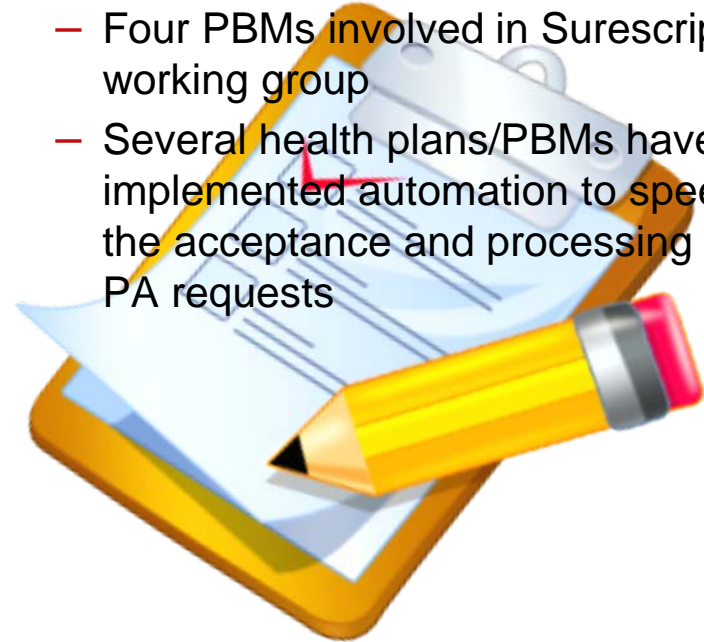 – Four PBMs involved in Surescrip
working group
– Several health plans/PBMs have
implemented automation to spee
the acceptance and processing
PA requests